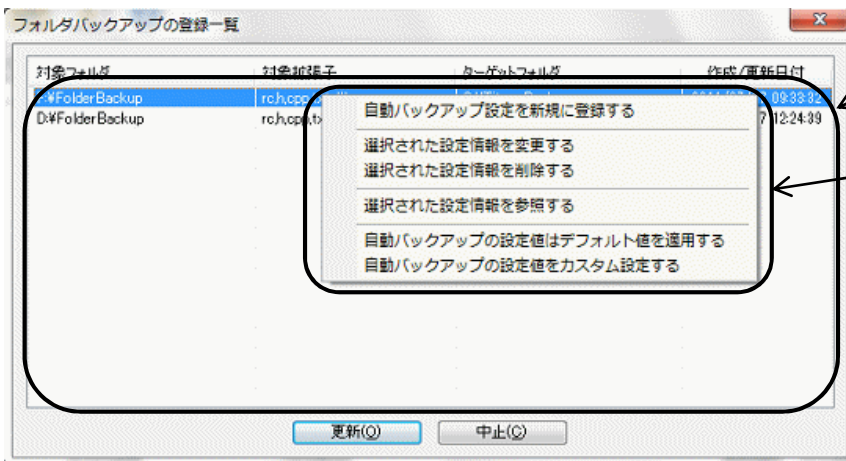 フォルダバックアップの登録一覧
対象フォルダ 対象拡張子 ターゲットフォルダ 作成/更新日付
:¥FolderBackup rc,h,cpp, 09:33:32
D:¥FolderBackup rc,h,cpp,tx 7 12:24:39
自動バックアップ設定を新規に登録する
選択された設定情報を変更する
選択された設定情報を削除する
選択された設定情報を参照する
自動バックアップの設定値はデフォルト値を適用する
自動バックアップの設定値をカスタム設定する
更新(O) 中止(C)